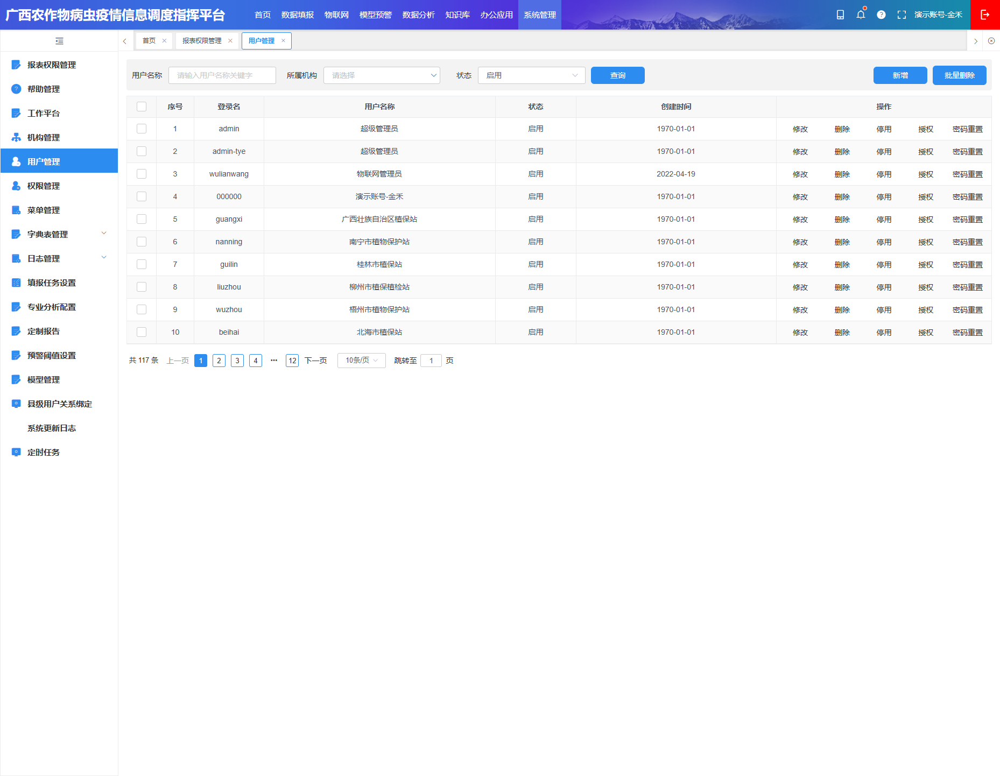 广西农作物病虫疫情信息调度指挥平台
首页 数据填报 物联网 模型预警 数据分析 知识库 办公应用 系统管理
演示账号-金禾
首页 报表权限管理 用户管理
报表权限管理
帮助管理
工作平台
机构管理
用户管理
权限管理
菜单管理
字典表管理
日志管理
填报任务设置
专业分析配置
定制报告
预警阈值设置
模型管理
县级用户关系绑定
系统更新日志
定时任务
用户名称 请输入用户名称关键字 所属机构 请选择 状态 启用 查询 新增 批量删除
序号 登录名 用户名称 状态 创建时间 操作
1 admin 超级管理员 启用 1970-01-01 修改 删除 停用 授权 密码重置
2 admin-tye 超级管理员 启用 1970-01-01 修改 删除 停用 授权 密码重置
3 wulianwang 物联网管理员 启用 2022-04-19 修改 删除 停用 授权 密码重置
4 000000 演示账号-金禾 启用 1970-01-01 修改 删除 停用 授权 密码重置
5 guangxi 广西壮族自治区植保站 启用 1970-01-01 修改 删除 停用 授权 密码重置
6 nanning 南宁市植物保护站 启用 1970-01-01 修改 删除 停用 授权 密码重置
7 guilin 桂林市植保站 启用 1970-01-01 修改 删除 停用 授权 密码重置
8 liuzhou 柳州市植保植检站 启用 1970-01-01 修改 删除 停用 授权 密码重置
9 wuzhou 梧州市植物保护站 启用 1970-01-01 修改 删除 停用 授权 密码重置
10 beihai 北海市植保站 启用 1970-01-01 修改 删除 停用 授权 密码重置
共 117 条 上一页 1 2 3 4 ••• 12 下一页 10条/页 跳转至 1 页